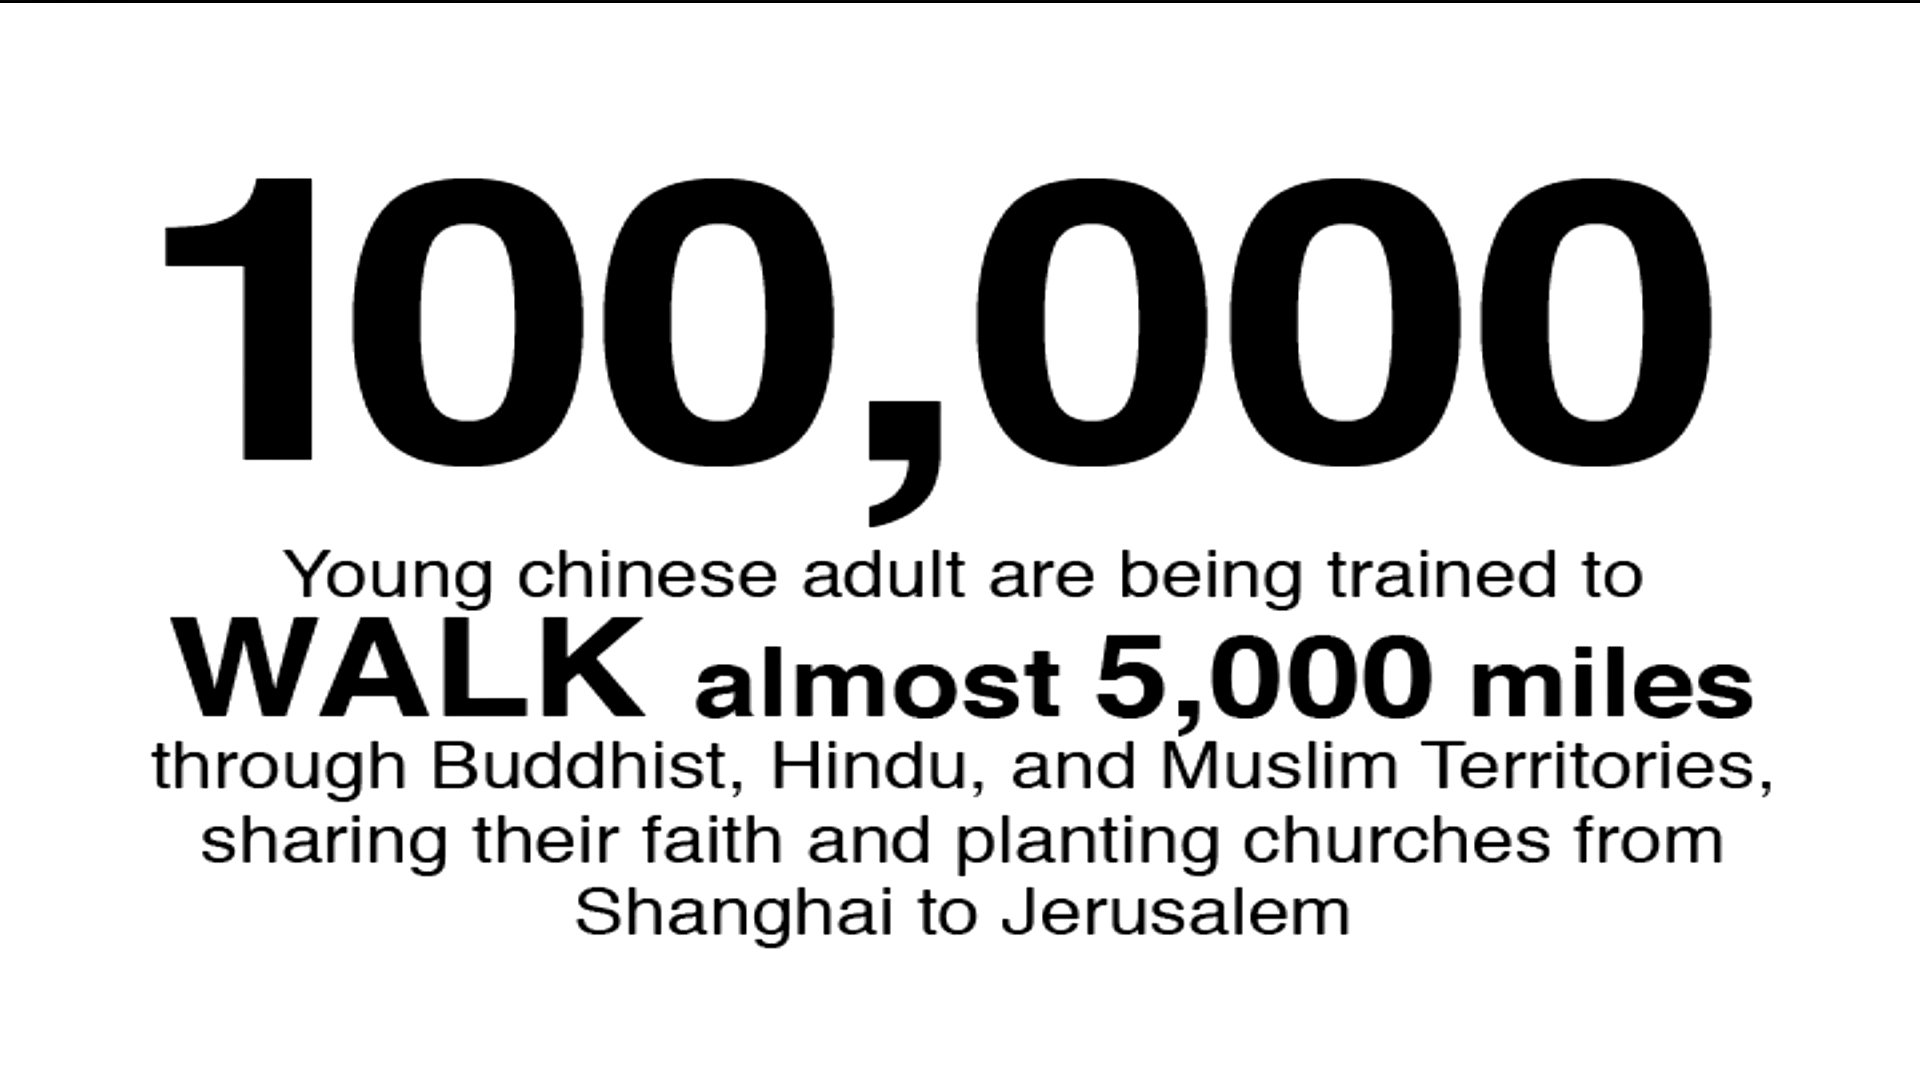 100,000
Young chinese adult are being trained to
WALK almost 5,000 miles
through Buddhist, Hindu, and Muslim Territories,
sharing their faith and planting churches from
Shanghai to Jerusalem